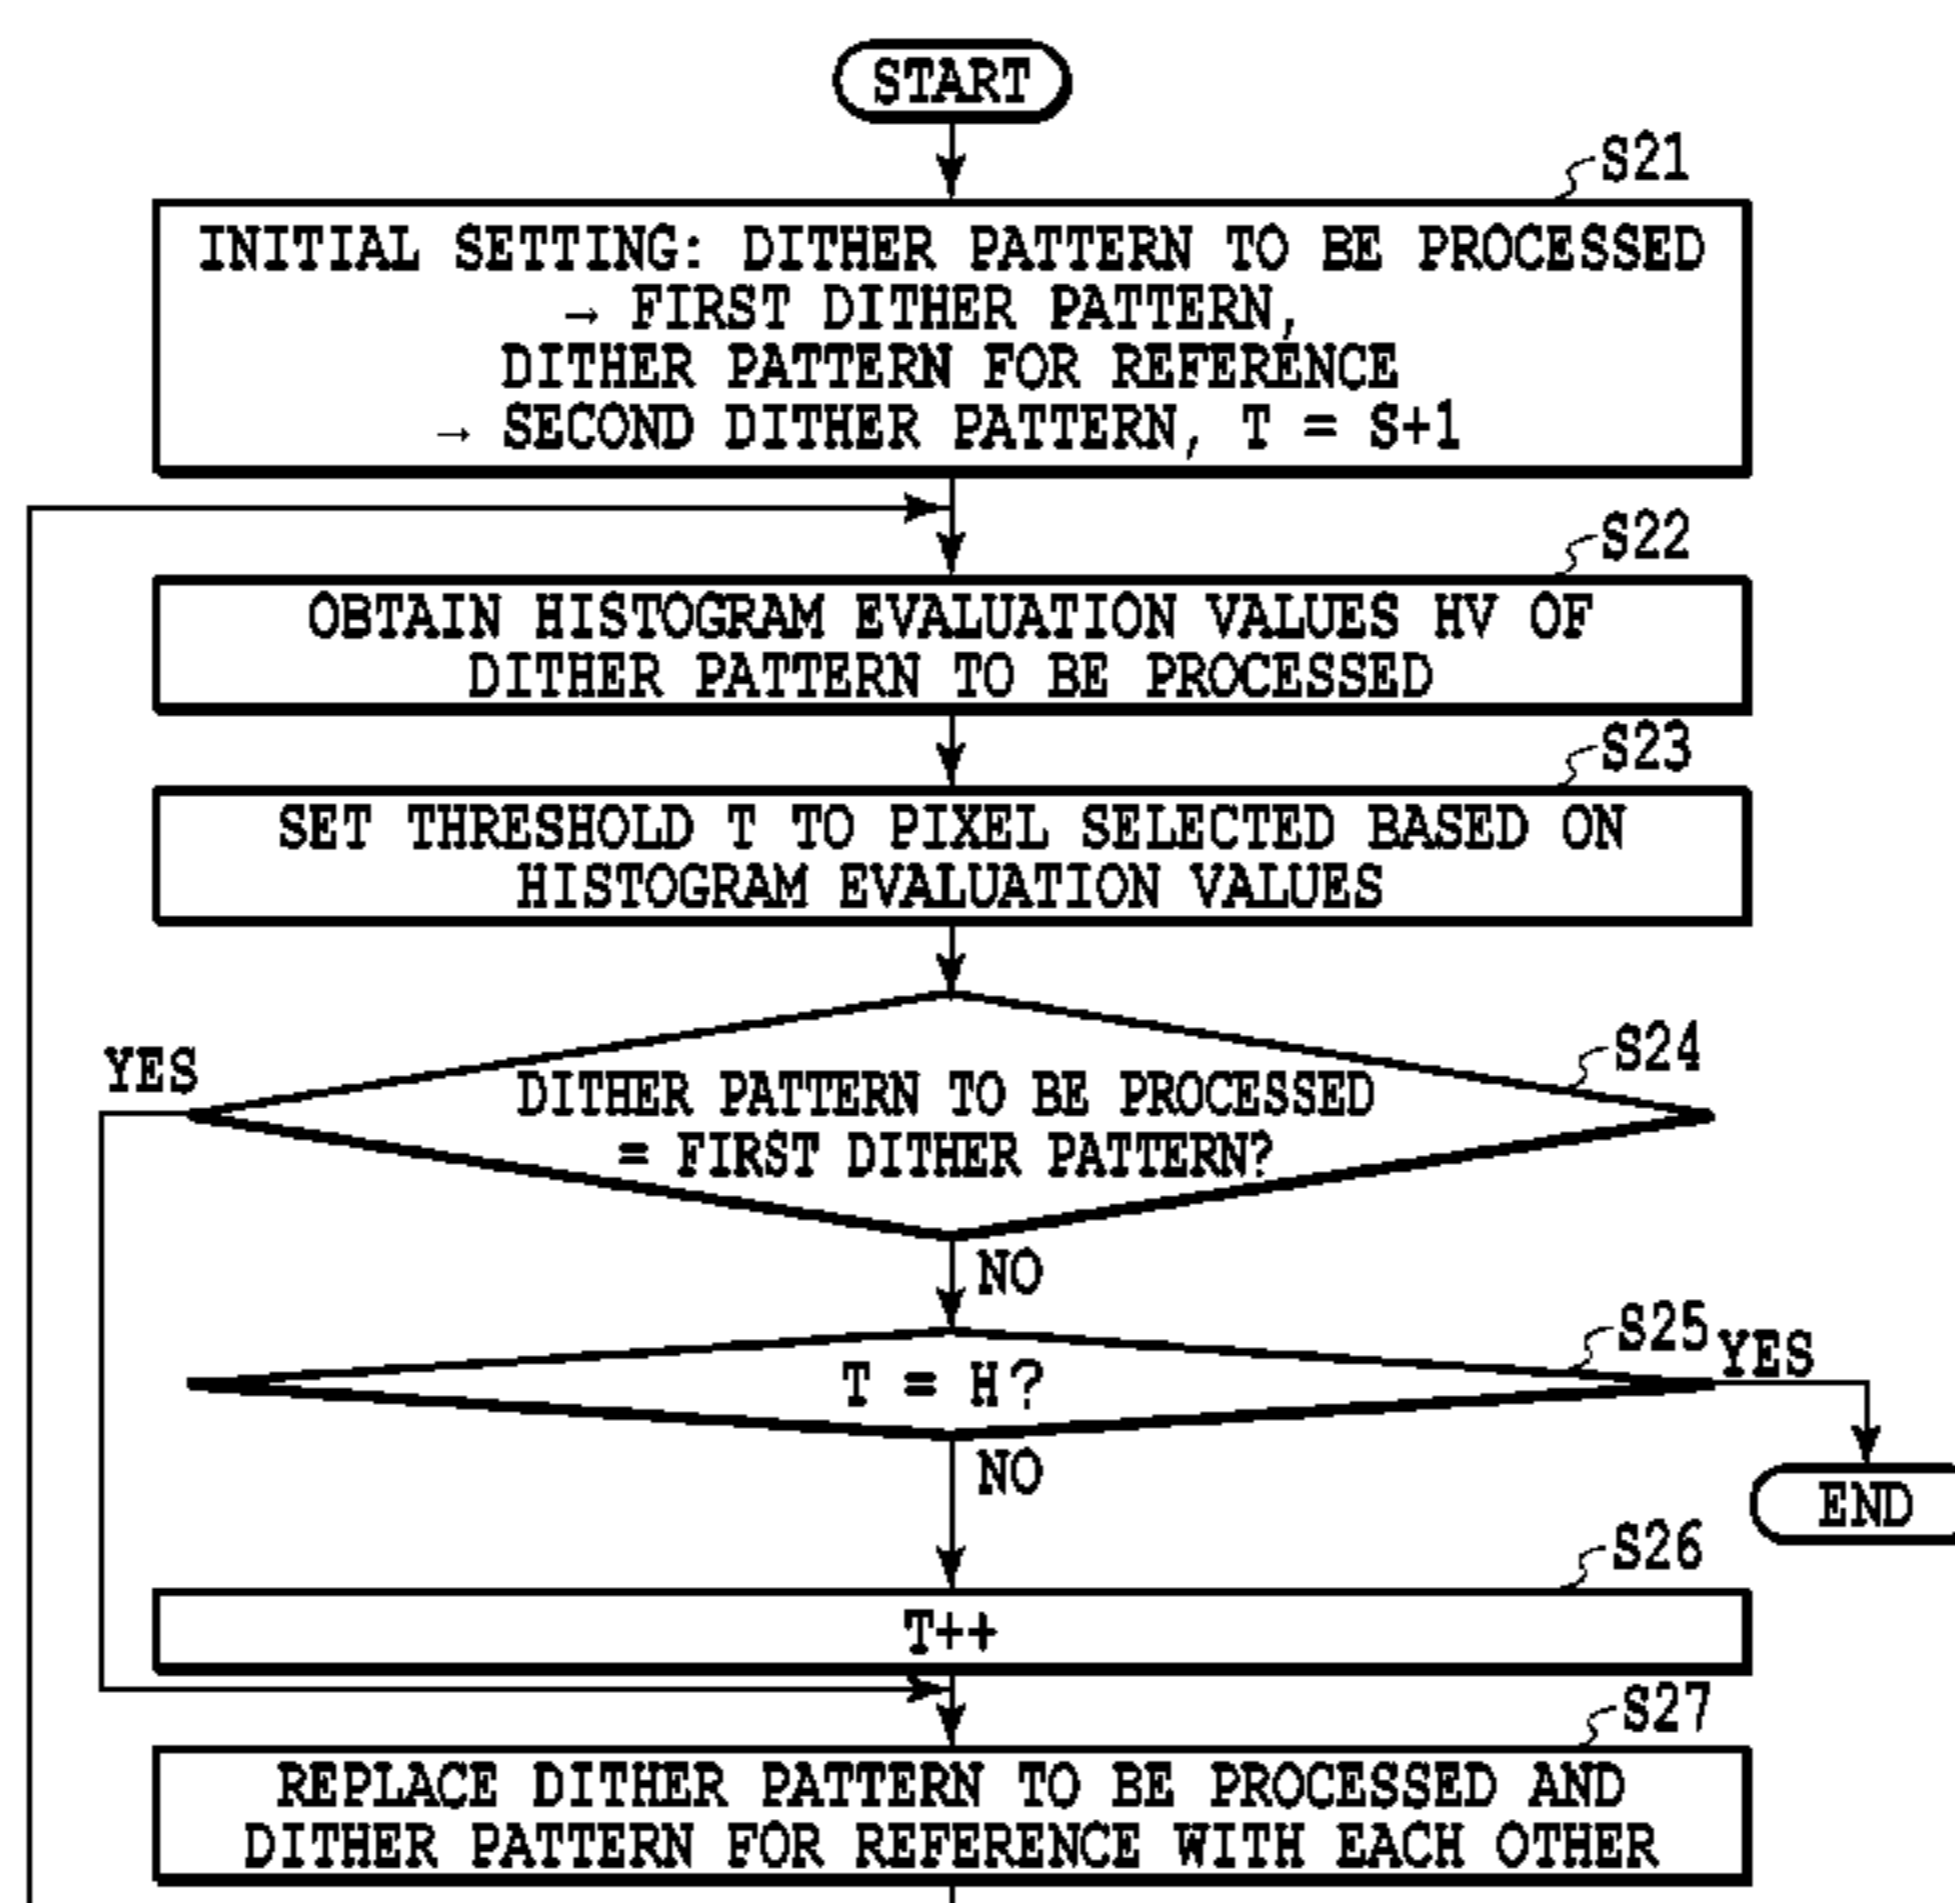 START
S21
INITIAL SETTING: DITHER PATTERN TO BE PROCESSED
→ FIRST DITHER PATTERN,
DITHER PATTERN FOR REFERENCE
→ SECOND DITHER PATTERN, T = S+1
S22
OBTAIN HISTOGRAM EVALUATION VALUES HV OF
DITHER PATTERN TO BE PROCESSED
S23
SET THRESHOLD T TO PIXEL SELECTED BASED ON
HISTOGRAM EVALUATION VALUES
S24
YES
DITHER PATTERN TO BE PROCESSED
= FIRST DITHER PATTERN?
NO
S25
YES
T = H?
NO
END
S26
T++
S27
REPLACE DITHER PATTERN TO BE PROCESSED AND
DITHER PATTERN FOR REFERENCE WITH EACH OTHER